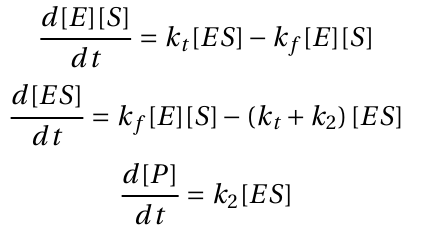 d[E][S]/dt = k_t[ES] − k_f[E][S]
d[ES]/dt = k_f[E][S] − (k_t + k_2) [ES]
d[P]/dt = k_2[ES]